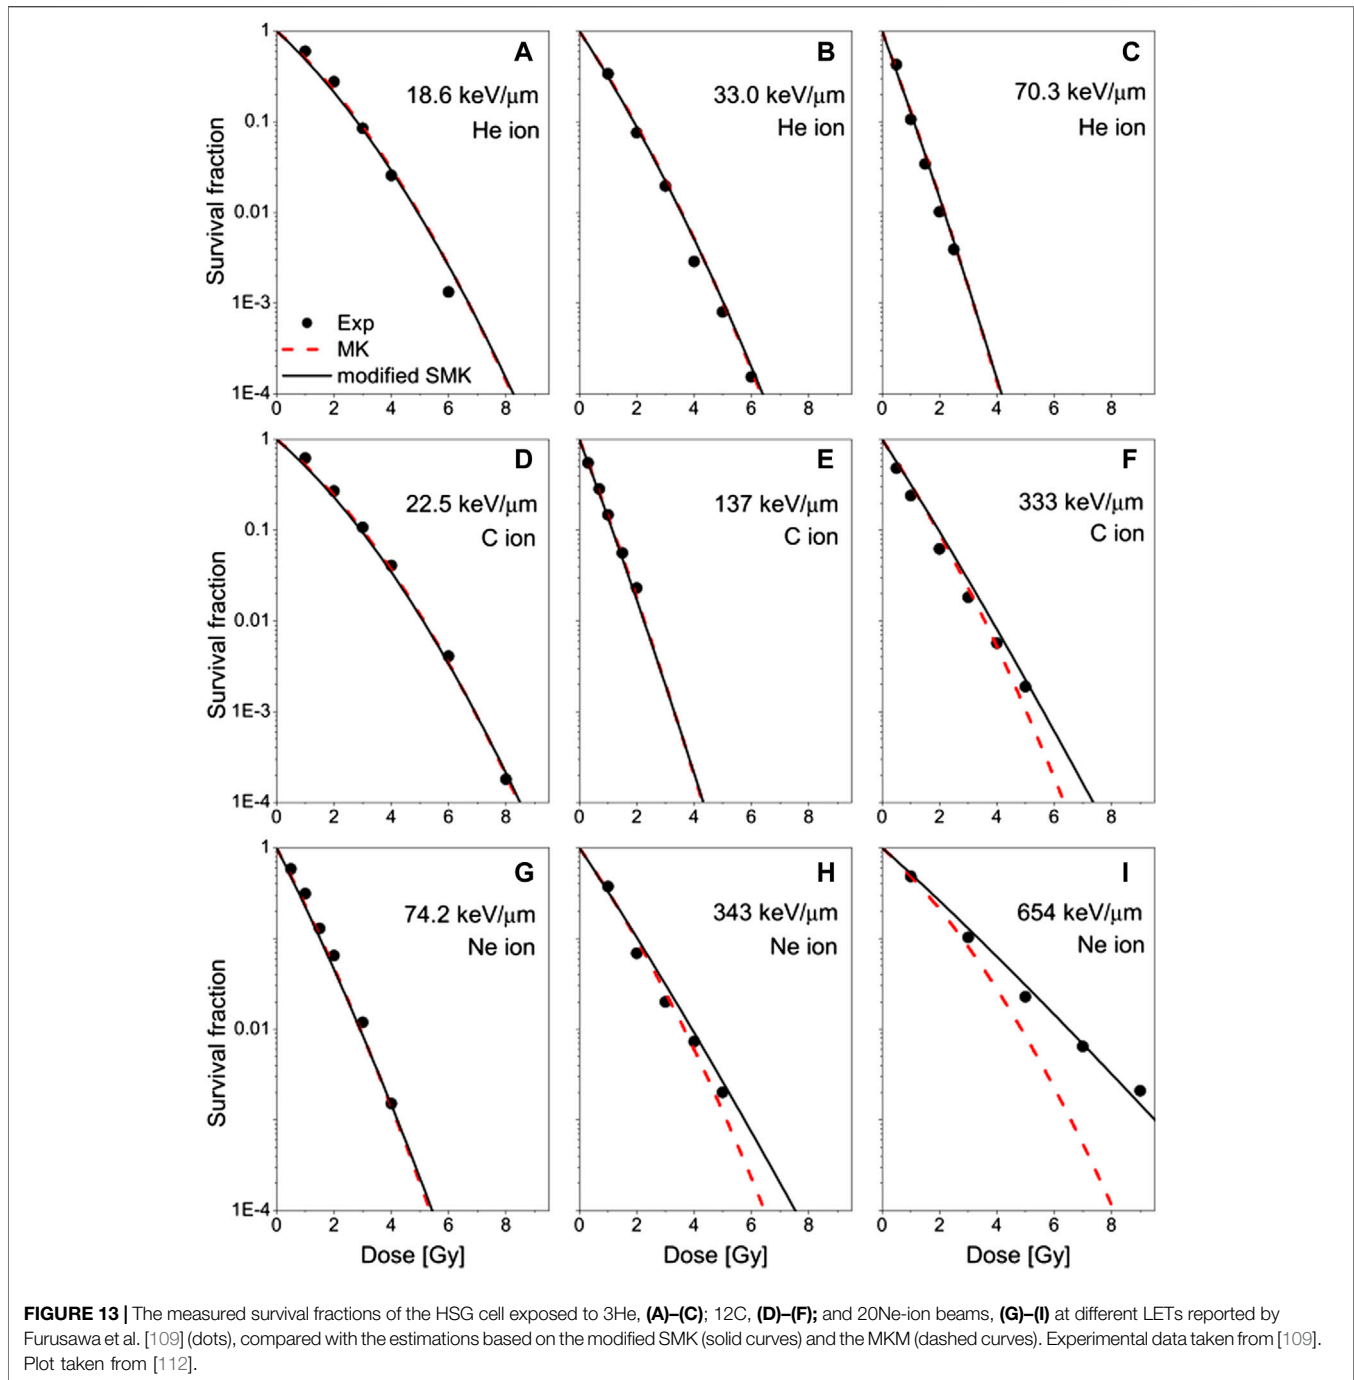 A
18.6 keV/μm
He ion
B
33.0 keV/μm
He ion
C
70.3 keV/μm
He ion
Survival fraction
1
0.1
0.01
1E-3
1E-4
Exp
MK
modified SMK
0 2 4 6 8
0 2 4 6 8
0 2 4 6 8
D
22.5 keV/μm
C ion
E
137 keV/μm
C ion
F
333 keV/μm
C ion
Survival fraction
1
0.1
0.01
1E-3
1E-4
0 2 4 6 8
0 2 4 6 8
0 2 4 6 8
G
74.2 keV/μm
Ne ion
H
343 keV/μm
Ne ion
I
654 keV/μm
Ne ion
Survival fraction
1
0.01
1E-4
0 2 4 6 8
0 2 4 6 8
0 2 4 6 8
Dose [Gy]
Dose [Gy]
Dose [Gy]
FIGURE 13 | The measured survival fractions of the HSG cell exposed to 3He, (A)–(C); 12C, (D)–(F); and 20Ne-ion beams, (G)–(I) at different LETs reported by
Furusawa et al. [109] (dots), compared with the estimations based on the modified SMK (solid curves) and the MKM (dashed curves). Experimental data taken from [109].
Plot taken from [112].